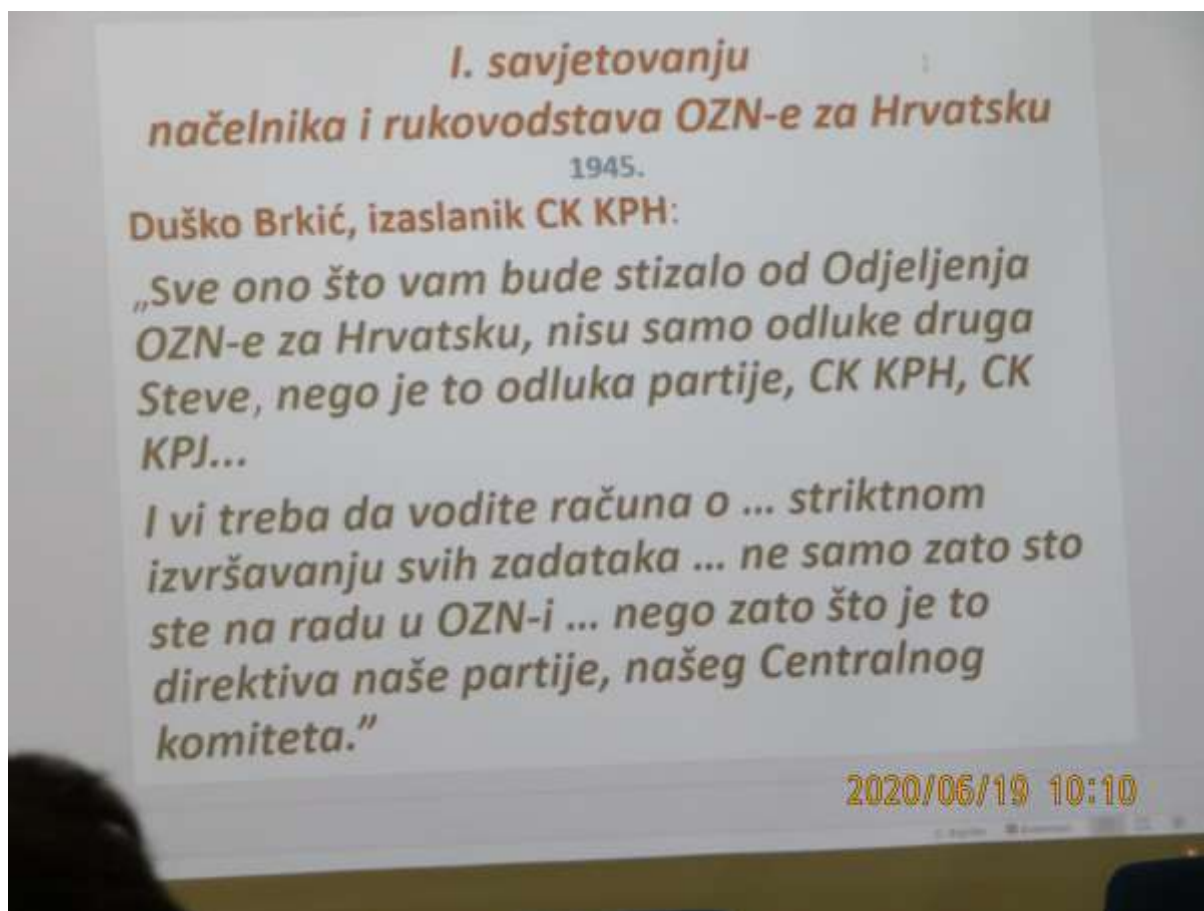 I. savjetovanju
načelnika i rukovodstava OZN-e za Hrvatsku
1945.
Duško Brkić, izaslanik CK KPH:
„Sve ono što vam bude stizalo od Odjeljenja
OZN-e za Hrvatsku, nisu samo odluke druga
Steve, nego je to odluka partije, CK KPH, CK
KPJ...
I vi treba da vodite računa o ... striktnom
izvršavanju svih zadataka ... ne samo zato sto
ste na radu u OZN-i ... nego zato što je to
direktiva naše partije, našeg Centralnog
komiteta.”
2020/06/19 10:10